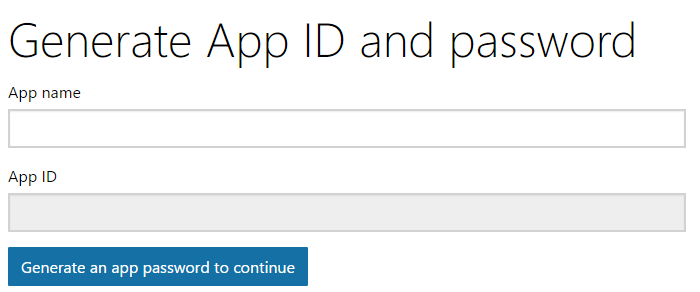 Generate App ID and password
App name
App ID
Generate an app password to continue